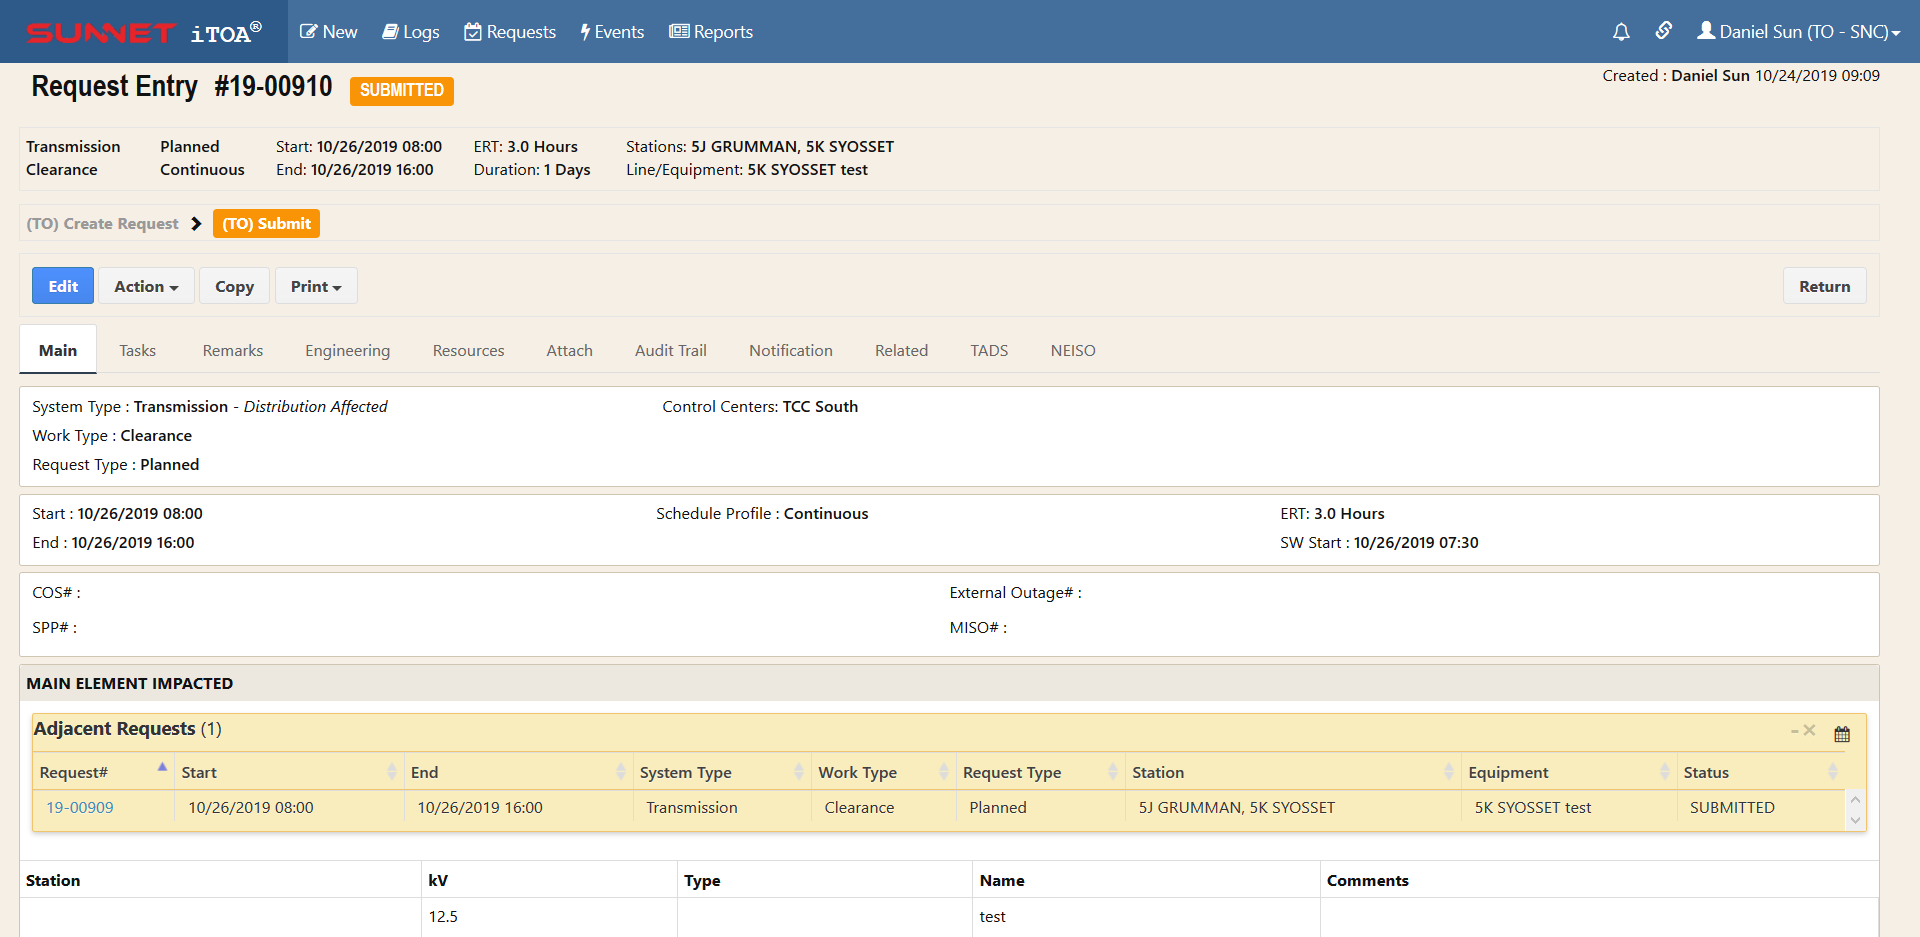 SUNNET iTOA® New Logs Requests Events Reports Daniel Sun (TO - SNC)
Request Entry #19-00910 SUBMITTED Created : Daniel Sun 10/24/2019 09:09
Transmission Planned Start: 10/26/2019 08:00 ERT: 3.0 Hours Stations: 5J GRUMMAN, 5K SYOSSET
Clearance Continuous End: 10/26/2019 16:00 Duration: 1 Days Line/Equipment: 5K SYOSSET test
(TO) Create Request (TO) Submit
Edit Action Copy Print Return
Main Tasks Remarks Engineering Resources Attach Audit Trail Notification Related TADS NEISO
System Type : Transmission - Distribution Affected Control Centers: TCC South
Work Type : Clearance
Request Type : Planned
Start : 10/26/2019 08:00 Schedule Profile : Continuous ERT: 3.0 Hours
End : 10/26/2019 16:00 SW Start : 10/26/2019 07:30
COS# : External Outage# :
SPP# : MISO# :
MAIN ELEMENT IMPACTED
Adjacent Requests (1)
Request# Start End System Type Work Type Request Type Station Equipment Status
19-00909 10/26/2019 08:00 10/26/2019 16:00 Transmission Clearance Planned 5J GRUMMAN, 5K SYOSSET 5K SYOSSET test SUBMITTED
Station kV Type Name Comments
12.5 test